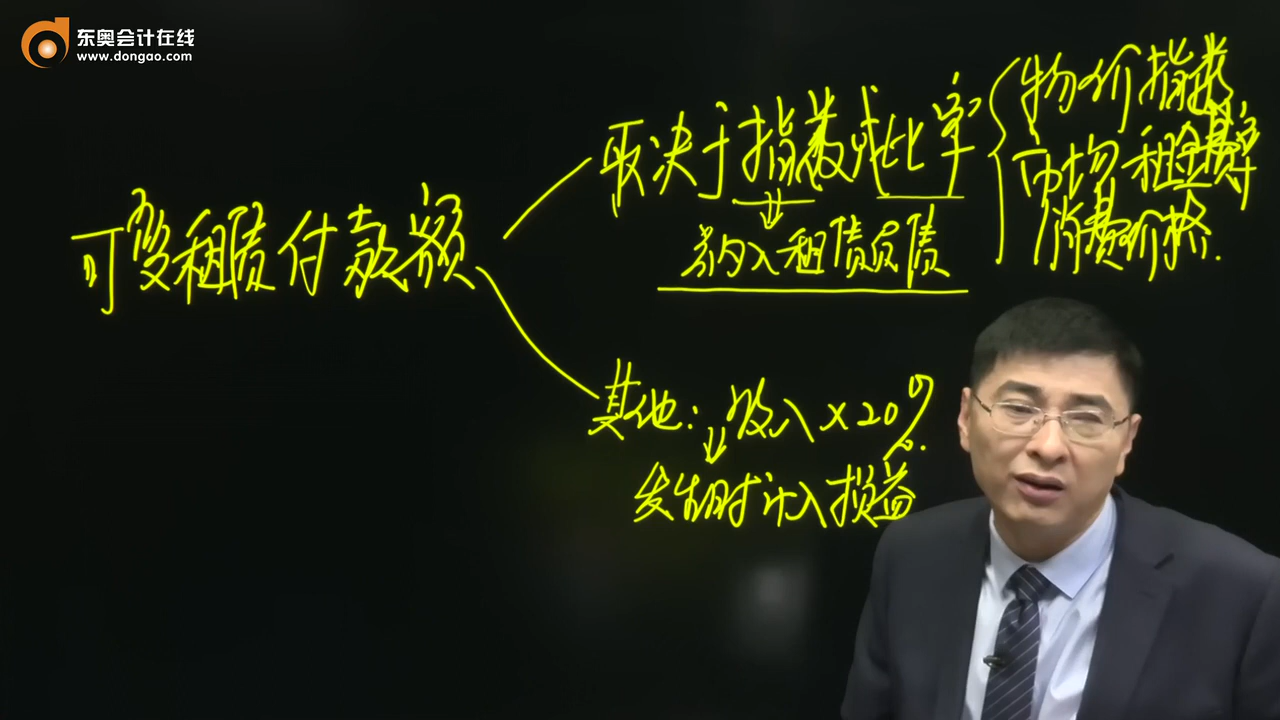 东奥会计在线
www.dongao.com
可变租赁付款额
取决于指数或比率
纳入租赁负债
物价指数
市场租金费率
消费价格
其他：收入×20%
发生时计入损益